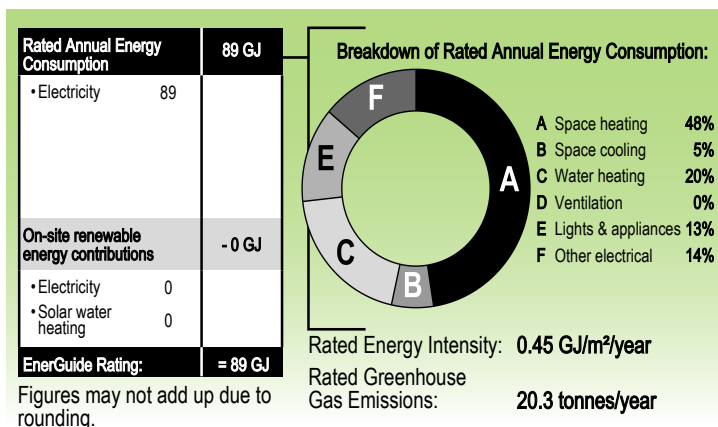 Rated Annual Energy
Consumption
89 GJ
•Electricity 89
On-site renewable
energy contributions
- 0 GJ
•Electricity 0
•Solar water
heating
0
EnerGuide Rating: = 89 GJ
Figures may not add up due to
rounding.
Breakdown of Rated Annual Energy Consumption:
A
B
C
E
F
A Space heating 48%
B Space cooling 5%
C Water heating 20%
D Ventilation 0%
E Lights & appliances 13%
F Other electrical 14%
Rated Energy Intensity: 0.45 GJ/m²/year
Rated Greenhouse
Gas Emissions: 20.3 tonnes/year